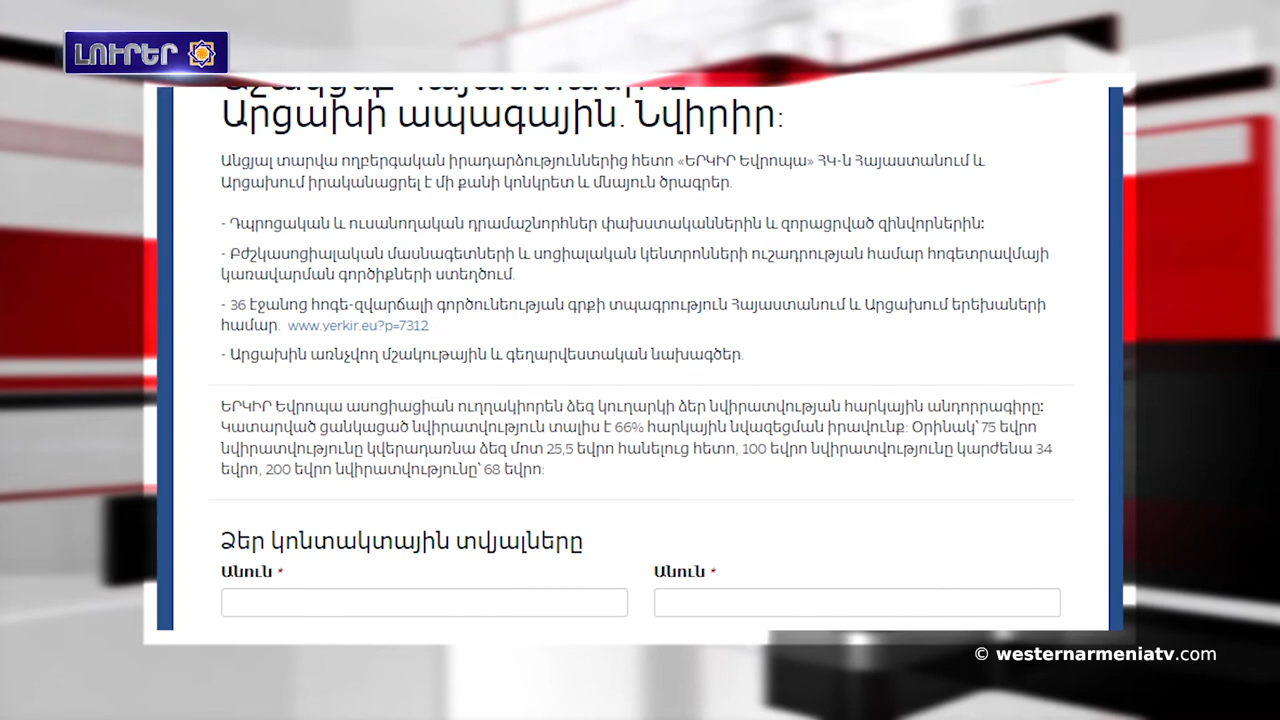 ԼՈՒՐԵՐ
Արցախի ապագային. Նվիրիր:
Անցյալ տարվա ողբերգական իրադարձություններից հետո «ԵՐԿԻՐ Եվրոպա» ՀԿ-ն Հայաստանում և
Արցախում իրականացրել է մի քանի կոնկրետ և մնայուն ծրագրեր.
- Դպրոցական և ուսանողական դրամաշնորհներ փախստականներին և զորացրված զինվորներին:
- Բժշկասոցիալական մասնագետների և սոցիալական կենտրոնների ուշադրության համար հոգետրավմայի
կառավարման գործիքների ստեղծում.
- 36 էջանոց հոգե-զվարճալի գործունեության գրքի տպագրություն Հայաստանում և Արցախում երեխաների
համար. www.yerkir.eu?p=7312
- Արցախին առնչվող մշակութային և գեղարվեստական նախագծեր.
ԵՐԿԻՐ Եվրոպա ասոցիացիան ուղղակիորեն ձեզ կուղարկի ձեր նվիրատվության հարկային անդորրագիրը:
Կատարված ցանկացած նվիրատվություն տալիս է 66% հարկային նվազեցման իրավունք: Օրինակ՝ 75 եվրո
նվիրատվությունը կվերադառնա ձեզ մոտ 25,5 եվրո հանելուց հետո, 100 եվրո նվիրատվությունը կարժենա 34
եվրո, 200 եվրո նվիրատվությունը՝ 68 եվրո:
Ձեր կոնտակտային տվյալները
Անուն * Անուն *
© westernarmeniatv.com